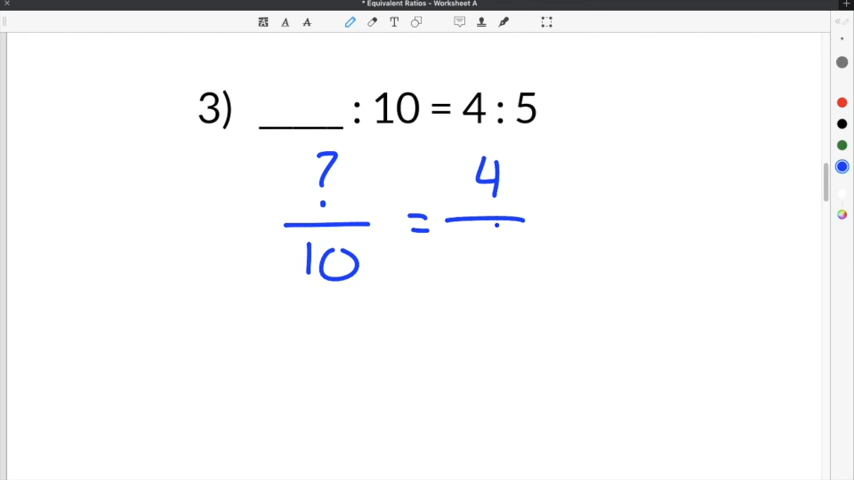 * Equivalent Ratios - Worksheet A
3) ____ : 10 = 4 : 5
? 4
=
10